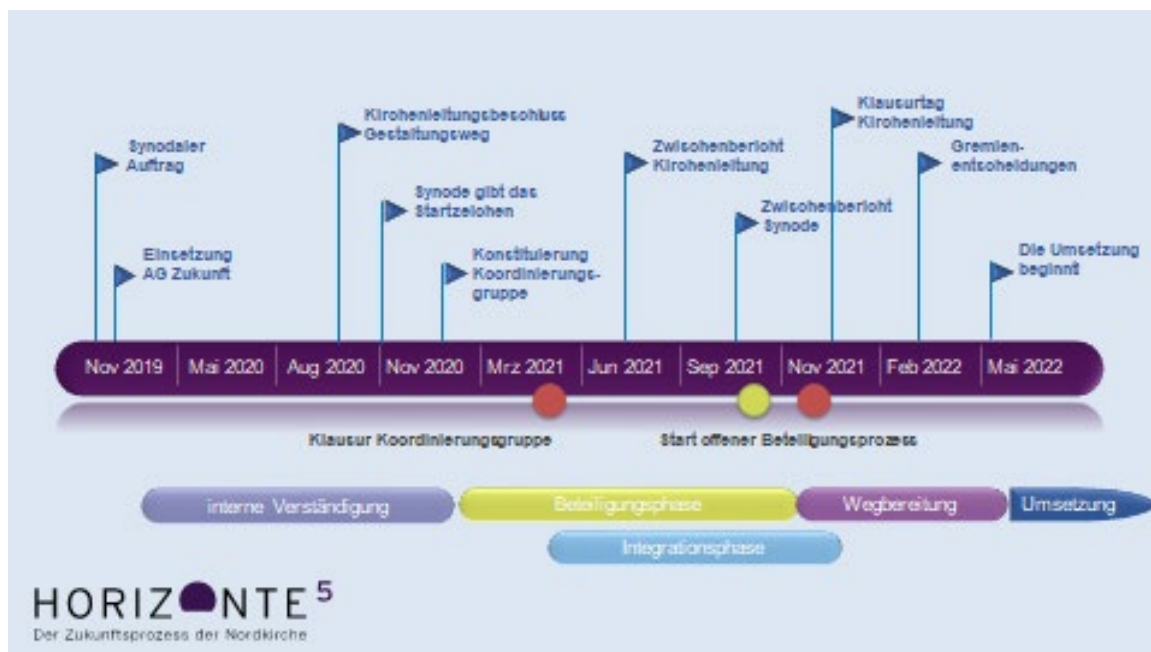 Synodaler
Auftrag
Einsetzung
AG Zukunft
Kirchenleitungsbeschluss
Gestaltungsweg
Synode gibt das
Startzeichen
Konstituierung
Koordinierungs-
gruppe
Zwischenbericht
Kirchenleitung
Zwischenbericht
Synode
Klausurtag
Kirchenleitung
Gremien-
entscheidungen
Die Umsetzung
beginnt
Nov 2019 Mai 2020 Aug 2020 Nov 2020 Mrz 2021 Jun 2021 Sep 2021 Nov 2021 Feb 2022 Mai 2022
Klausur Koordinierungsgruppe Start offener Beteiligungsprozess
interne Verständigung Beteiligungsphase Wegbereitung Umsetzung
Integrationsphase
HORIZONTE 5
Der Zukunftsprozess der Nordkirche